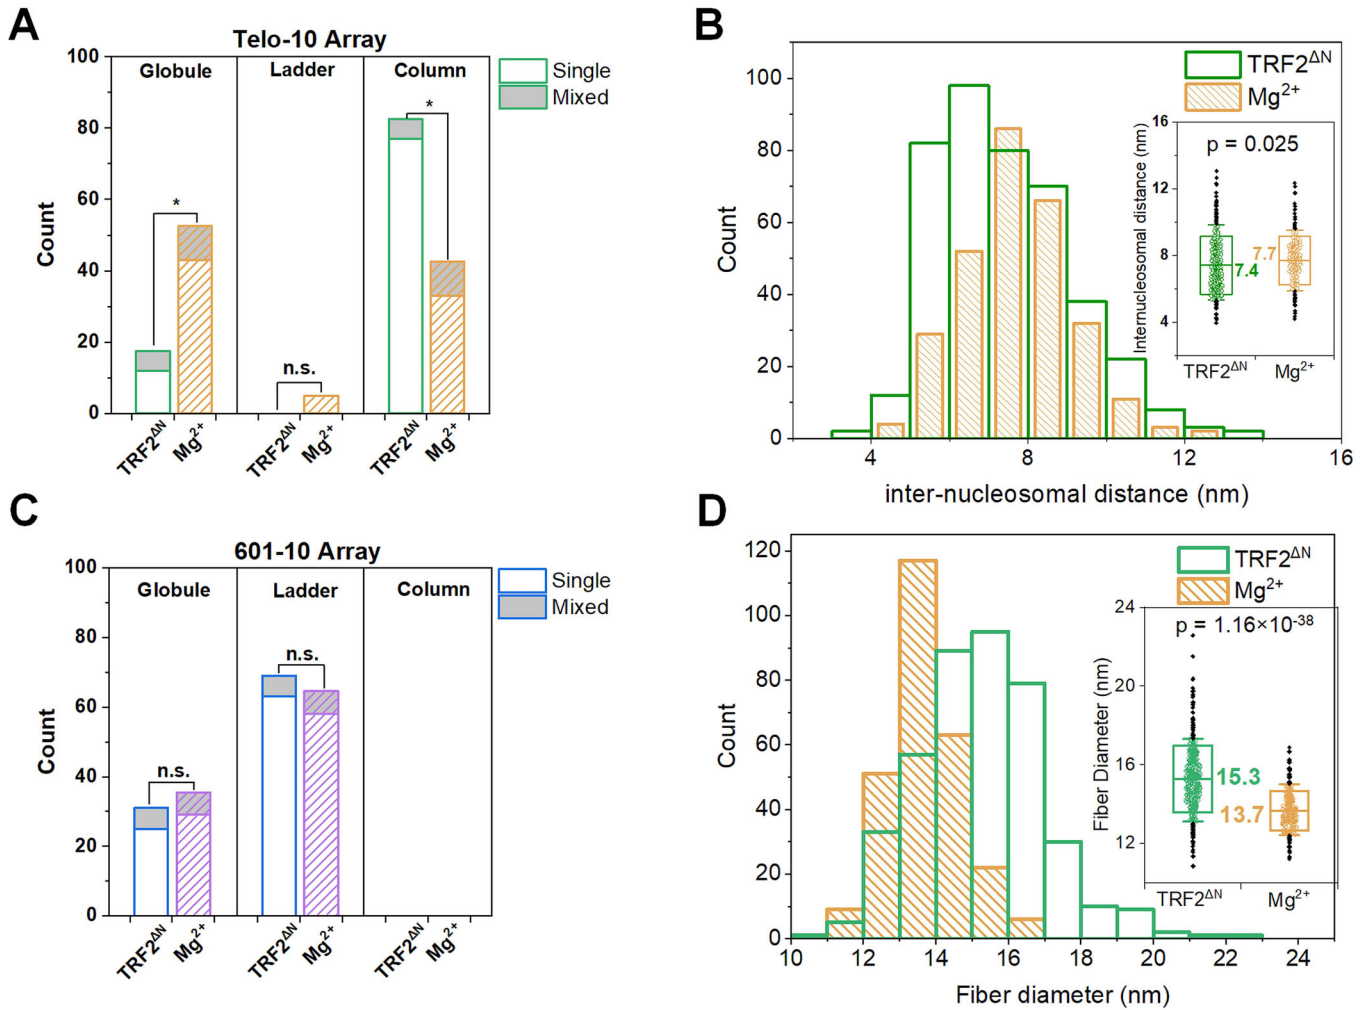 A
Telo-10 Array
Globule
Ladder
Column
Single
Mixed
*
n.s.
*
Count
100
80
60
40
20
0
TRF2ΔN
Mg2+
TRF2ΔN
Mg2+
TRF2ΔN
Mg2+
B
TRF2ΔN
Mg2+
Count
100
80
60
40
20
0
4
8
12
16
inter-nucleosomal distance (nm)
p = 0.025
Internucleosomal distance (nm)
16
12
8
4
7.4
7.7
TRF2ΔN
Mg2+
C
601-10 Array
Globule
Ladder
Column
Single
Mixed
n.s.
n.s.
Count
100
80
60
40
20
0
TRF2ΔN
Mg2+
TRF2ΔN
Mg2+
TRF2ΔN
Mg2+
D
TRF2ΔN
Mg2+
Count
120
100
80
60
40
20
0
10
12
14
16
18
20
22
24
Fiber diameter (nm)
p = 1.16×10-38
Fiber Diameter (nm)
24
20
16
12
15.3
13.7
TRF2ΔN
Mg2+